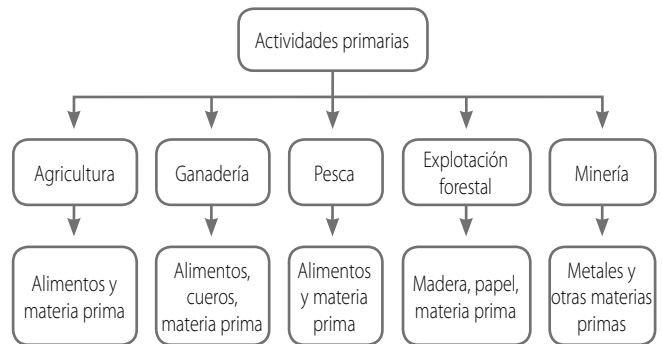 Actividades primarias
Agricultura
Ganadería
Pesca
Explotación
forestal
Minería
Alimentos y
materia prima
Alimentos,
cueros,
materia prima
Alimentos
y materia
prima
Madera, papel,
materia prima
Metales y
otras materias
primas